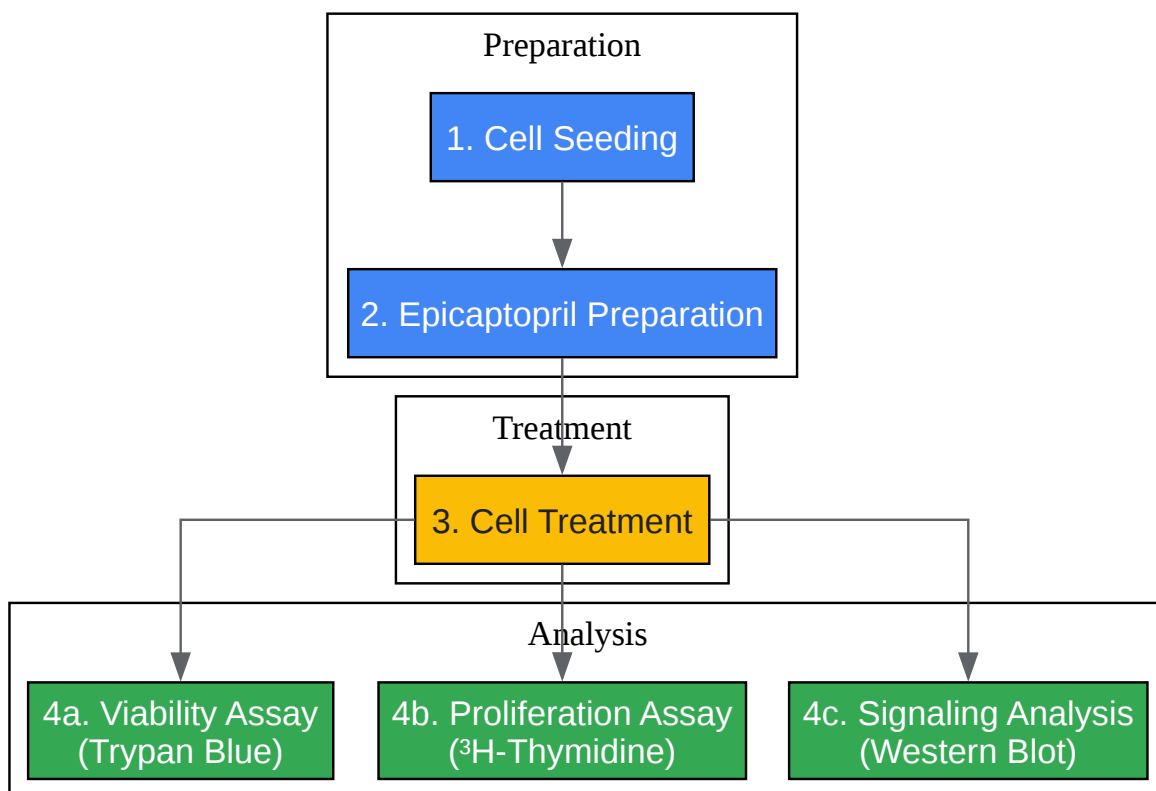 Preparation
1. Cell Seeding
2. Epicaptopril Preparation
Treatment
3. Cell Treatment
Analysis
4a. Viability Assay
(Trypan Blue)
4b. Proliferation Assay
(³H-Thymidine)
4c. Signaling Analysis
(Western Blot)